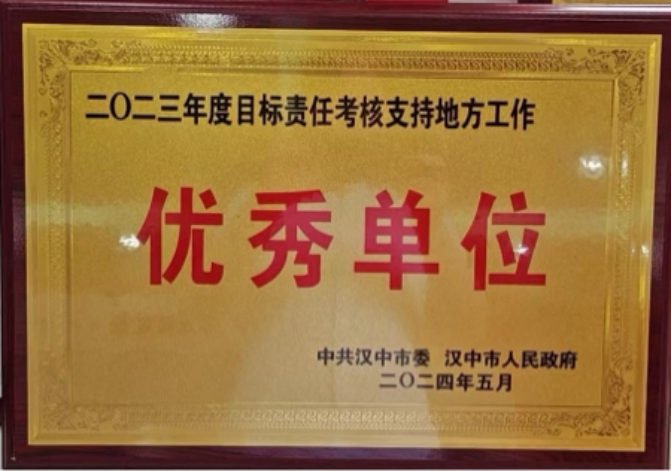 二〇二三年度目标责任考核支持地方工作
优秀单位
中共汉中市委 汉中市人民政府
二〇二四年五月